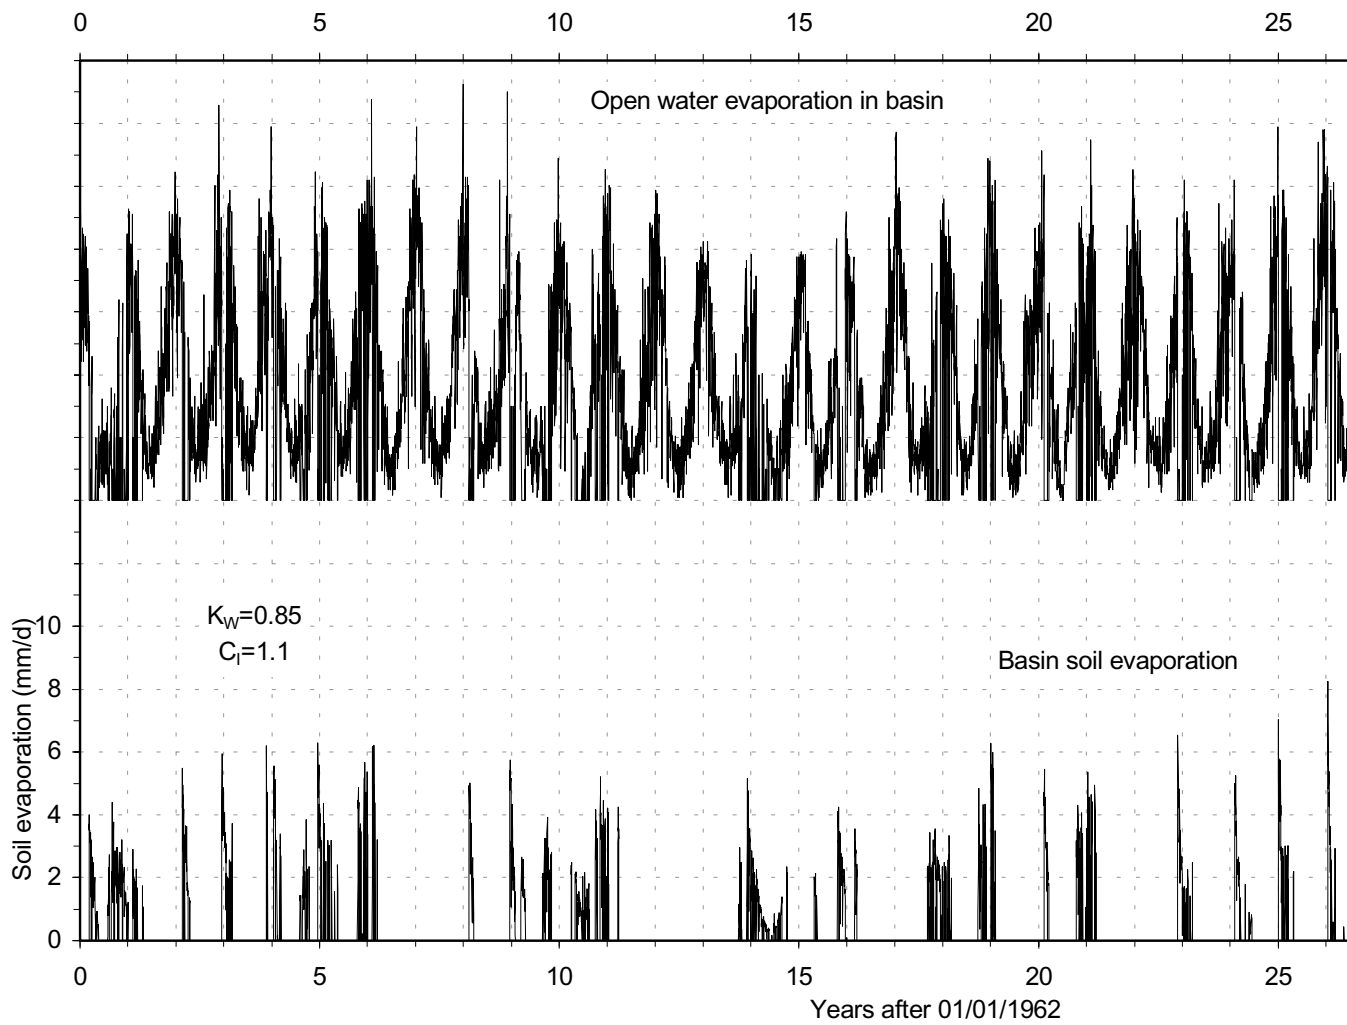 0 5 10 15 20 25
Open water evaporation in basin
K_W=0.85
C_I=1.1
Basin soil evaporation
Soil evaporation (mm/d)
10
8
6
4
2
0
0 5 10 15 20 25
Years after 01/01/1962